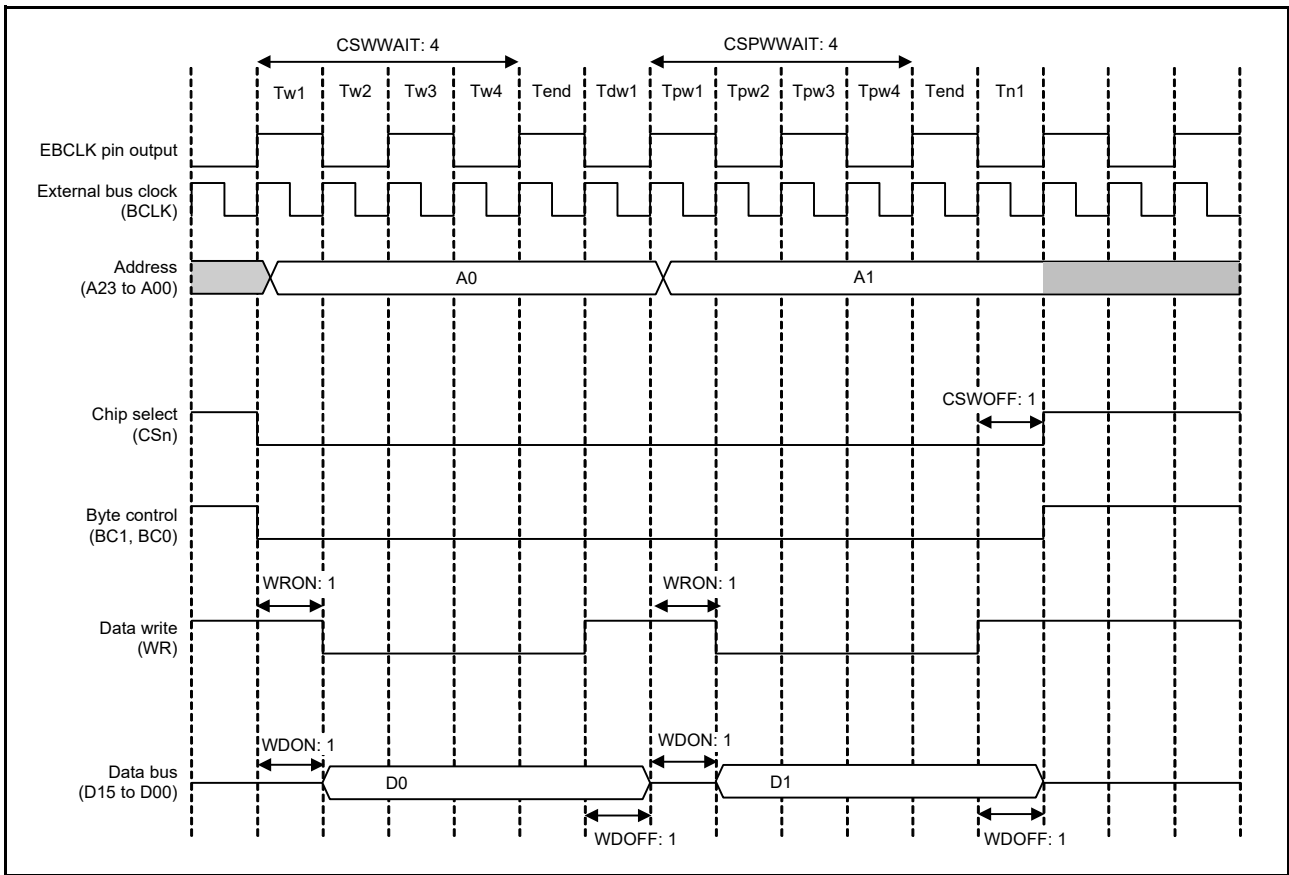 CSWWAIT: 4 CSPWWAIT: 4
Tw1 Tw2 Tw3 Tw4 Tend Tdw1 Tpw1 Tpw2 Tpw3 Tpw4 Tend Tn1
EBCLK pin output
External bus clock
(BCLK)
Address
(A23 to A00)
A0 A1
CSWOFF: 1
Chip select
(CSn)
Byte control
(BC1, BC0)
WRON: 1 WRON: 1
Data write
(WR)
WDON: 1 WDON: 1
Data bus
(D15 to D00)
D0 D1
WDOFF: 1 WDOFF: 1